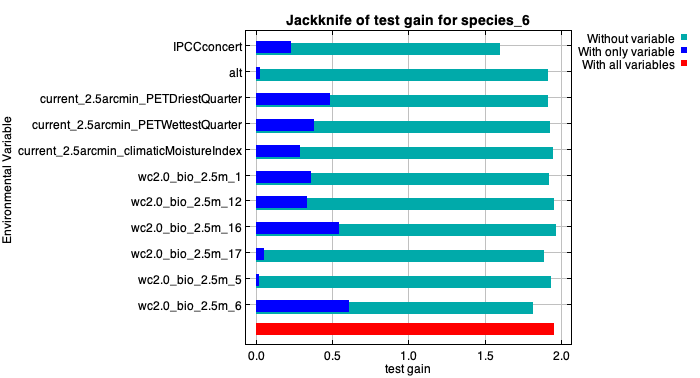 Jackknife of test gain for species_6
Without variable
With only variable
With all variables
Environmental Variable
IPCCconcert
alt
current_2.5arcmin_PETDriestQuarter
current_2.5arcmin_PETWettestQuarter
current_2.5arcmin_climaticMoistureIndex
wc2.0_bio_2.5m_1
wc2.0_bio_2.5m_12
wc2.0_bio_2.5m_16
wc2.0_bio_2.5m_17
wc2.0_bio_2.5m_5
wc2.0_bio_2.5m_6
0.0 0.5 1.0 1.5 2.0
test gain